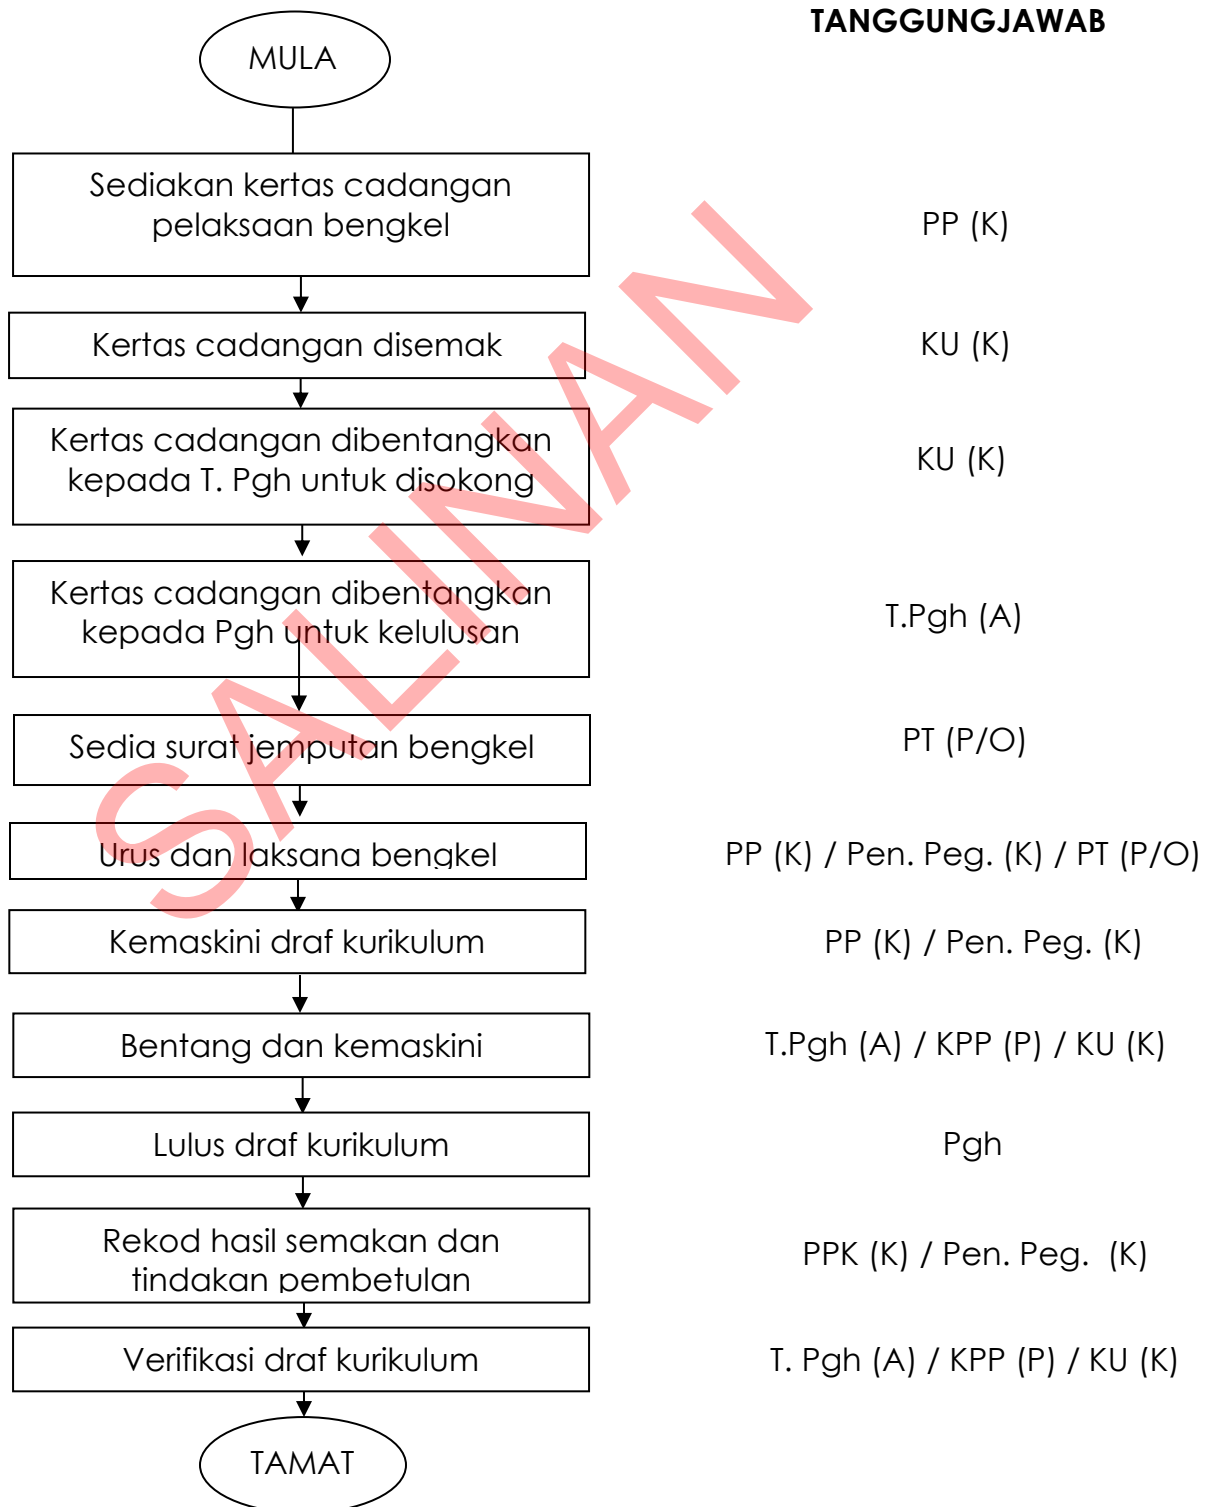 TANGGUNGJAWAB
MULA
Sediakan kertas cadangan
pelaksaan bengkel
PP (K)
Kertas cadangan disemak
KU (K)
Kertas cadangan dibentangkan
kepada T. Pgh untuk disokong
KU (K)
Kertas cadangan dibentangkan
kepada Pgh untuk kelulusan
T.Pgh (A)
Sedia surat jemputan bengkel
PT (P/O)
Urus dan laksana bengkel
PP (K) / Pen. Peg. (K) / PT (P/O)
Kemaskini draf kurikulum
PP (K) / Pen. Peg. (K)
Bentang dan kemaskini
T.Pgh (A) / KPP (P) / KU (K)
Lulus draf kurikulum
Pgh
Rekod hasil semakan dan
tindakan pembetulan
PPK (K) / Pen. Peg. (K)
Verifikasi draf kurikulum
T. Pgh (A) / KPP (P) / KU (K)
TAMAT
SALINAN